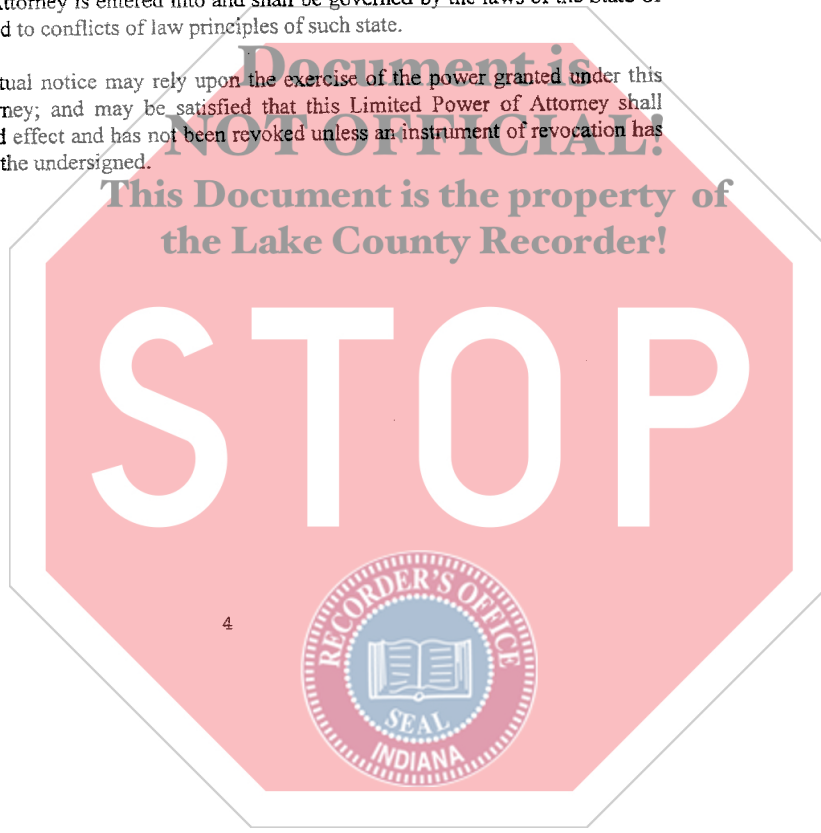 Attorney is entered into and shall be governed by the laws of the State of
d to conflicts of law principles of such state.
tual notice may rely upon the exercise of the power granted under this
ney; and may be satisfied that this Limited Power of Attorney shall
d effect and has not been revoked unless an instrument of revocation has
the undersigned.
Document is
NOT OFFICIAL!
This Document is the property of
the Lake County Recorder!
STOP
4
RECORDER'S OFFICE
SEAL
INDIANA